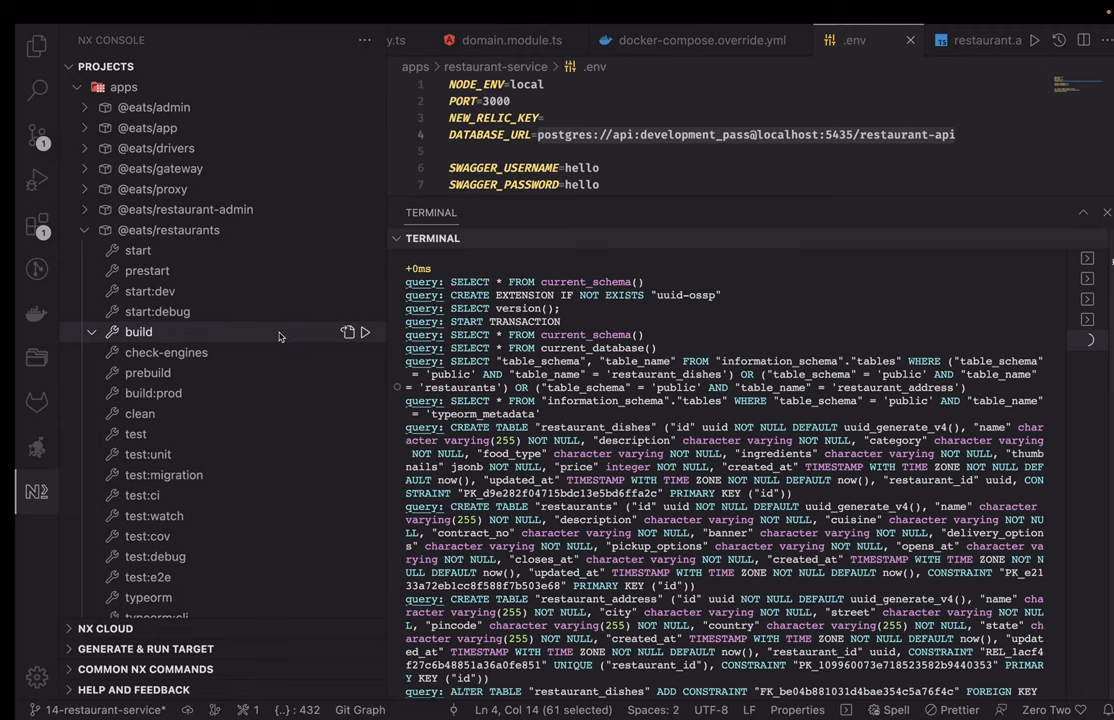 NX CONSOLE
PROJECTS
apps
@eats/admin
@eats/app
@eats/drivers
@eats/gateway
@eats/proxy
@eats/restaurant-admin
@eats/restaurants
start
prestart
start:dev
start:debug
build
check-engines
prebuild
build:prod
clean
test
test:unit
test:migration
test:ci
test:watch
test:cov
test:debug
test:e2e
typeorm
NX CLOUD
GENERATE & RUN TARGET
COMMON NX COMMANDS
HELP AND FEEDBACK
1
1
y.ts domain.module.ts docker-compose.override.yml .env restaurant.a
apps > restaurant-service > .env
1 NODE_ENV=local
2 PORT=3000
3 NEW_RELIC_KEY=
4 DATABASE_URL=postgres://api:development_pass@localhost:5435/restaurant-api
5
6 SWAGGER_USERNAME=hello
7 SWAGGER_PASSWORD=hello
TERMINAL
TERMINAL
+0ms
query: SELECT * FROM current_schema()
query: CREATE EXTENSION IF NOT EXISTS "uuid-ossp"
query: SELECT version();
query: START TRANSACTION
query: SELECT * FROM current_schema()
query: SELECT * FROM current_database()
query: SELECT "table_schema", "table_name" FROM "information_schema"."tables" WHERE ("table_schema"
= 'public' AND "table_name" = 'restaurant_dishes') OR ("table_schema" = 'public' AND "table_name"
= 'restaurants') OR ("table_schema" = 'public' AND "table_name" = 'restaurant_address')
query: SELECT * FROM "information_schema"."tables" WHERE "table_schema" = 'public' AND "table_name"
= 'typeorm_metadata'
query: CREATE TABLE "restaurant_dishes" ("id" uuid NOT NULL DEFAULT uuid_generate_v4(), "name" char
acter varying(255) NOT NULL, "description" character varying NOT NULL, "category" character varying
NOT NULL, "food_type" character varying NOT NULL, "ingredients" character varying NOT NULL, "thumb
nails" jsonb NOT NULL, "price" integer NOT NULL, "created_at" TIMESTAMP WITH TIME ZONE NOT NULL DEF
AULT now(), "updated_at" TIMESTAMP WITH TIME ZONE NOT NULL DEFAULT now(), "restaurant_id" uuid, CON
STRAINT "PK_d9e282f04715bdc13e5bd6ffa2c" PRIMARY KEY ("id"))
query: CREATE TABLE "restaurants" ("id" uuid NOT NULL DEFAULT uuid_generate_v4(), "name" character
varying(255) NOT NULL, "description" character varying NOT NULL, "cuisine" character varying NOT NU
LL, "contract_no" character varying NOT NULL, "banner" character varying NOT NULL, "delivery_option
s" character varying NOT NULL, "pickup_options" character varying NOT NULL, "opens_at" character va
rying NOT NULL, "closes_at" character varying NOT NULL, "created_at" TIMESTAMP WITH TIME ZONE NOT N
ULL DEFAULT now(), "updated_at" TIMESTAMP WITH TIME ZONE NOT NULL DEFAULT now(), CONSTRAINT "PK_e21
33a72eb1cc8f588f7b503e68" PRIMARY KEY ("id"))
query: CREATE TABLE "restaurant_address" ("id" uuid NOT NULL DEFAULT uuid_generate_v4(), "name" cha
racter varying(255) NOT NULL, "city" character varying NOT NULL, "street" character varying NOT NUL
L, "pincode" character varying NOT NULL, "country" character varying NOT NULL, "state" ch
aracter varying(255) NOT NULL, "created_at" TIMESTAMP WITH TIME ZONE NOT NULL DEFAULT now(), "updat
ed_at" TIMESTAMP WITH TIME ZONE NOT NULL DEFAULT now(), "restaurant_id" uuid, CONSTRAINT "REL_1acf4
f27c6b48851a36a0fe851" UNIQUE ("restaurant_id"), CONSTRAINT "PK_109960073e718523582b9440353" PRIMAR
Y KEY ("id"))
query: ALTER TABLE "restaurant_dishes" ADD CONSTRAINT "FK_be04b881031d4bae354c5a76f4c" FOREIGN KEY
14-restaurant-service* 1 {..} : 432 Git Graph Ln 4, Col 14 (61 selected) Spaces: 2 UTF-8 LF Properties Spell Prettier Zero Two